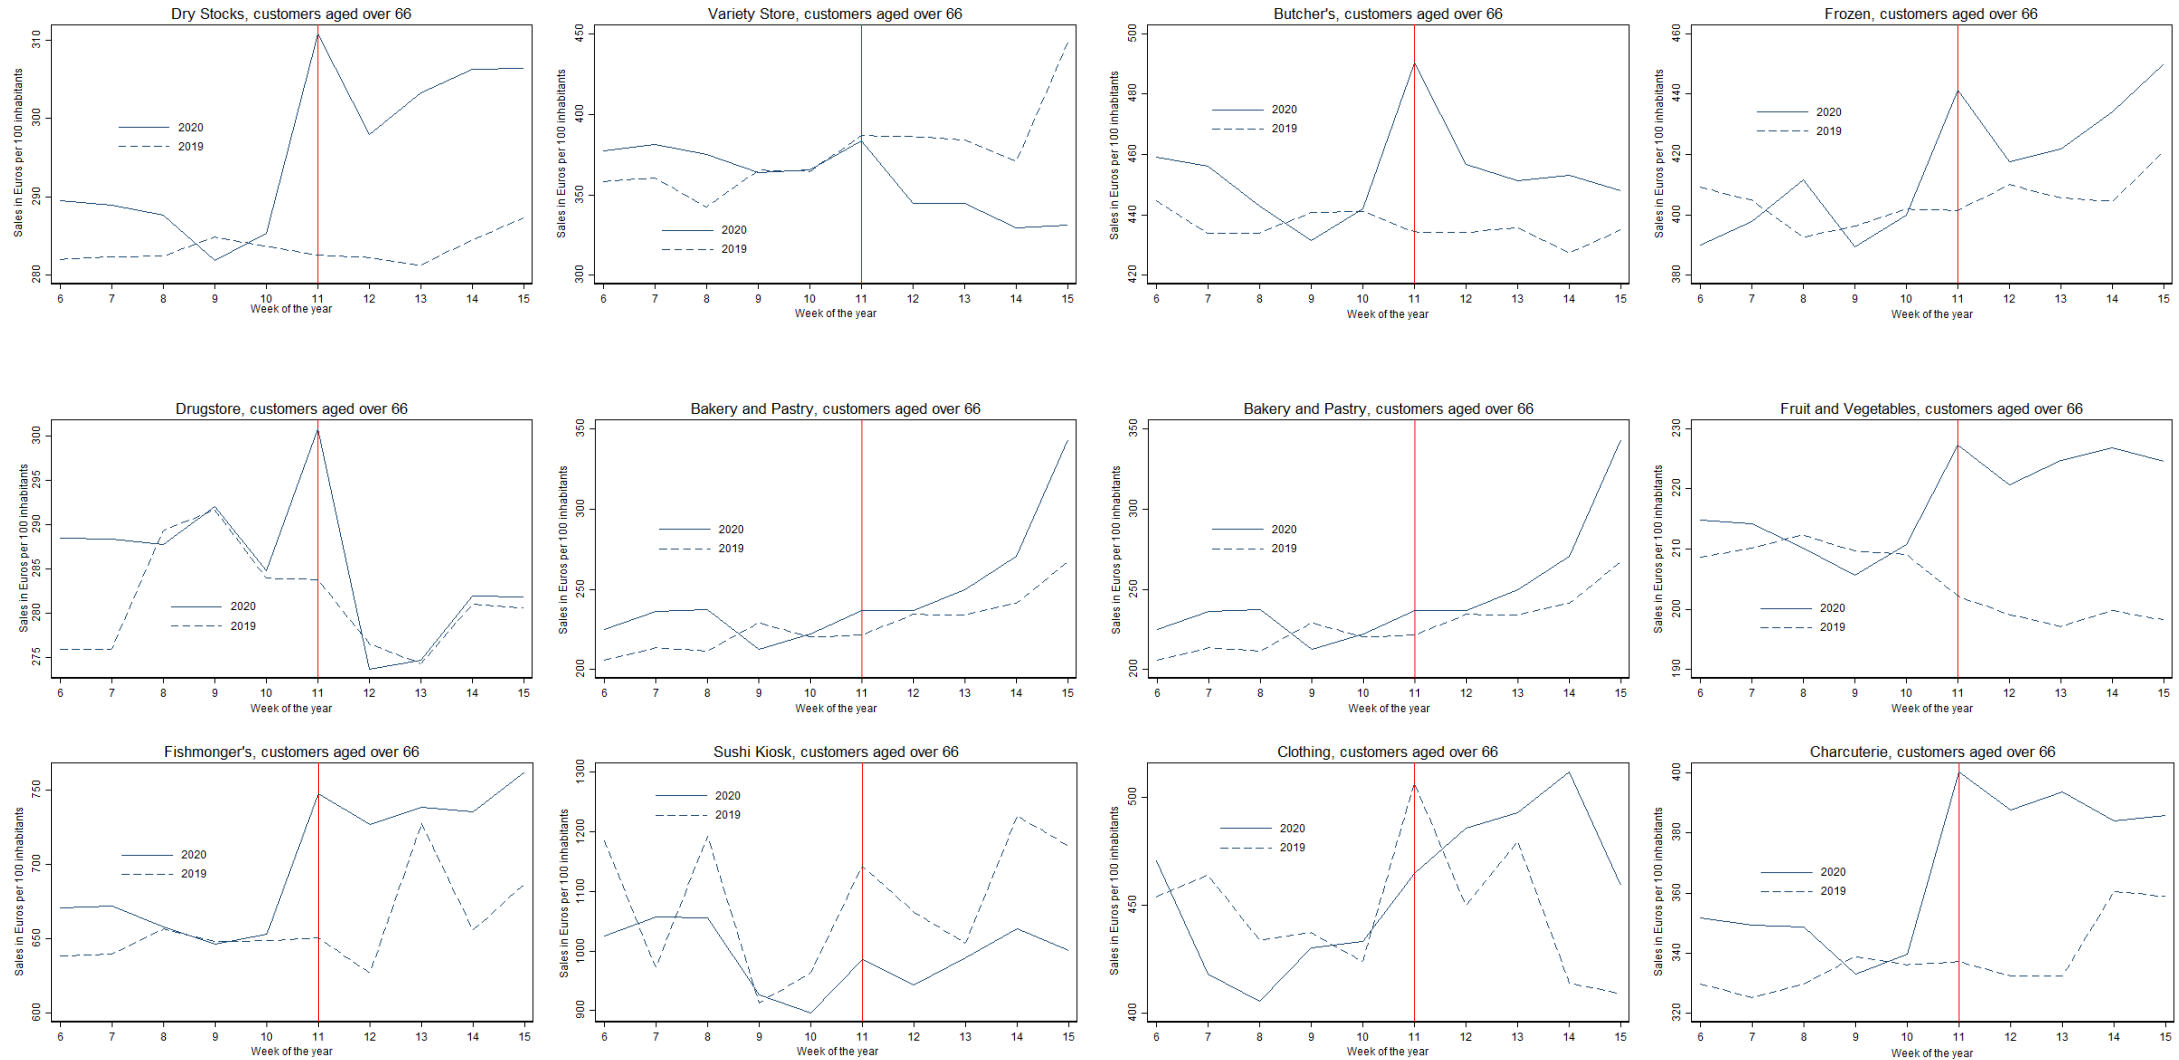 Dry Stocks, customers aged over 66
Sales in Euros per 100 inhabitants
310
300
290
280
2020
2019
6 7 8 9 10 11 12 13 14 15
Week of the year
Variety Store, customers aged over 66
Sales in Euros per 100 inhabitants
450
400
350
300
2020
2019
6 7 8 9 10 11 12 13 14 15
Week of the year
Butcher's, customers aged over 66
Sales in Euros per 100 inhabitants
500
480
460
440
420
2020
2019
6 7 8 9 10 11 12 13 14 15
Week of the year
Frozen, customers aged over 66
Sales in Euros per 100 inhabitants
460
440
420
400
380
2020
2019
6 7 8 9 10 11 12 13 14 15
Week of the year
Drugstore, customers aged over 66
Sales in Euros per 100 inhabitants
300
295
290
285
280
275
2020
2019
6 7 8 9 10 11 12 13 14 15
Week of the year
Bakery and Pastry, customers aged over 66
Sales in Euros per 100 inhabitants
350
300
250
200
2020
2019
6 7 8 9 10 11 12 13 14 15
Week of the year
Bakery and Pastry, customers aged over 66
Sales in Euros per 100 inhabitants
350
300
250
200
2020
2019
6 7 8 9 10 11 12 13 14 15
Week of the year
Fruit and Vegetables, customers aged over 66
Sales in Euros per 100 inhabitants
230
220
210
200
190
2020
2019
6 7 8 9 10 11 12 13 14 15
Week of the year
Fishmonger's, customers aged over 66
Sales in Euros per 100 inhabitants
750
700
650
600
2020
2019
6 7 8 9 10 11 12 13 14 15
Week of the year
Sushi Kiosk, customers aged over 66
Sales in Euros per 100 inhabitants
1300
1200
1100
1000
900
2020
2019
6 7 8 9 10 11 12 13 14 15
Week of the year
Clothing, customers aged over 66
Sales in Euros per 100 inhabitants
500
450
400
2020
2019
6 7 8 9 10 11 12 13 14 15
Week of the year
Charcuterie, customers aged over 66
Sales in Euros per 100 inhabitants
400
380
360
340
320
2020
2019
6 7 8 9 10 11 12 13 14 15
Week of the year